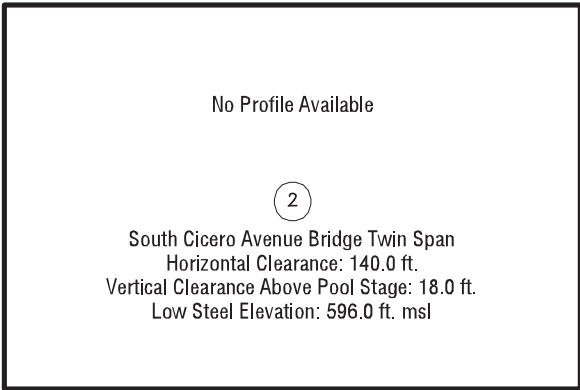 No Profile Available
2
South Cicero Avenue Bridge Twin Span
Horizontal Clearance: 140.0 ft.
Vertical Clearance Above Pool Stage: 18.0 ft.
Low Steel Elevation: 596.0 ft. msl